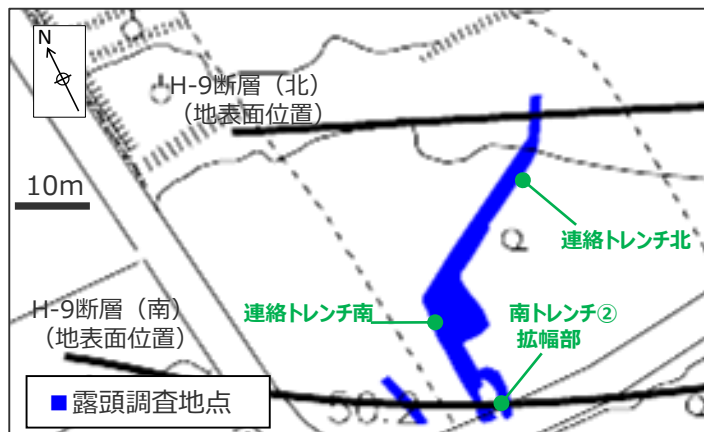 N
H-9断層（北）
（地表面位置）
10m
連絡トレンチ北
H-9断層（南）
（地表面位置）
連絡トレンチ南
南トレンチ②
拡幅部
50.2
■露頭調査地点